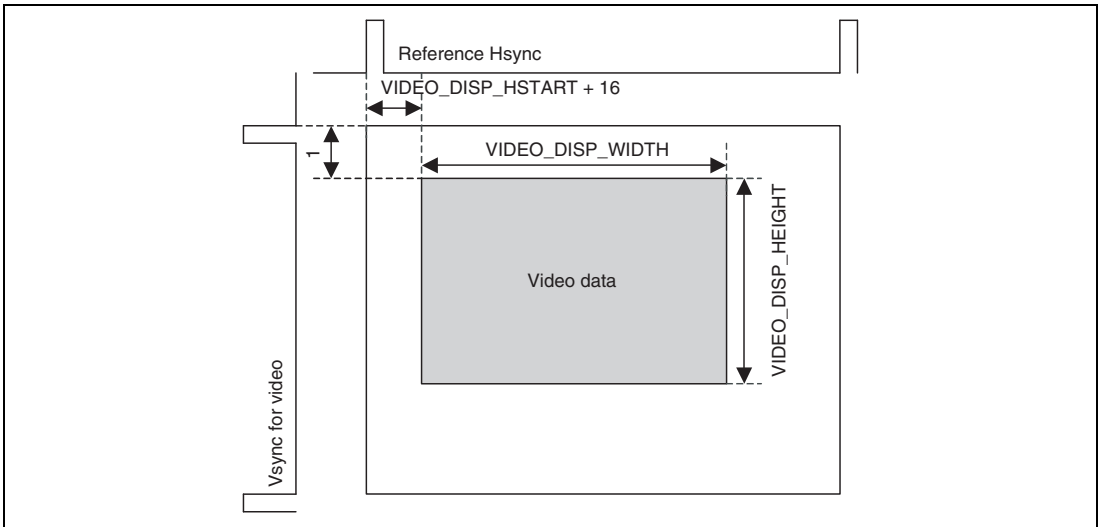 Reference Hsync
VIDEO_DISP_HSTART + 16
1
VIDEO_DISP_WIDTH
VIDEO_DISP_HEIGHT
Video data
Vsync for video